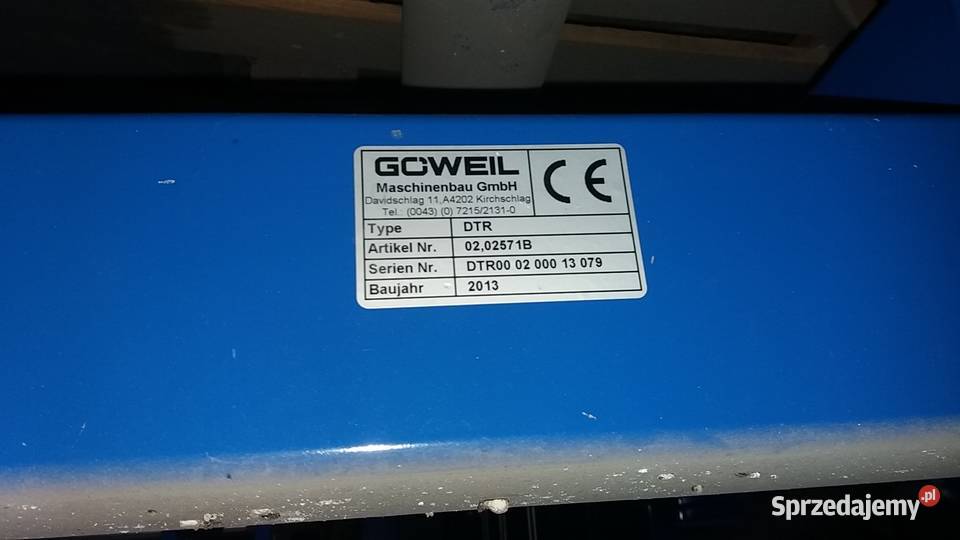 GÖWEIL
Maschinenbau GmbH
Davidschlag 11,A4202 Kirchschlag
Tel.: (0043) (0) 7215/2131-0
CE
Type DTR
Artikel Nr. 02,02571B
Serien Nr. DTR00 02 000 13 079
Baujahr 2013
Sprzedajemy.pl